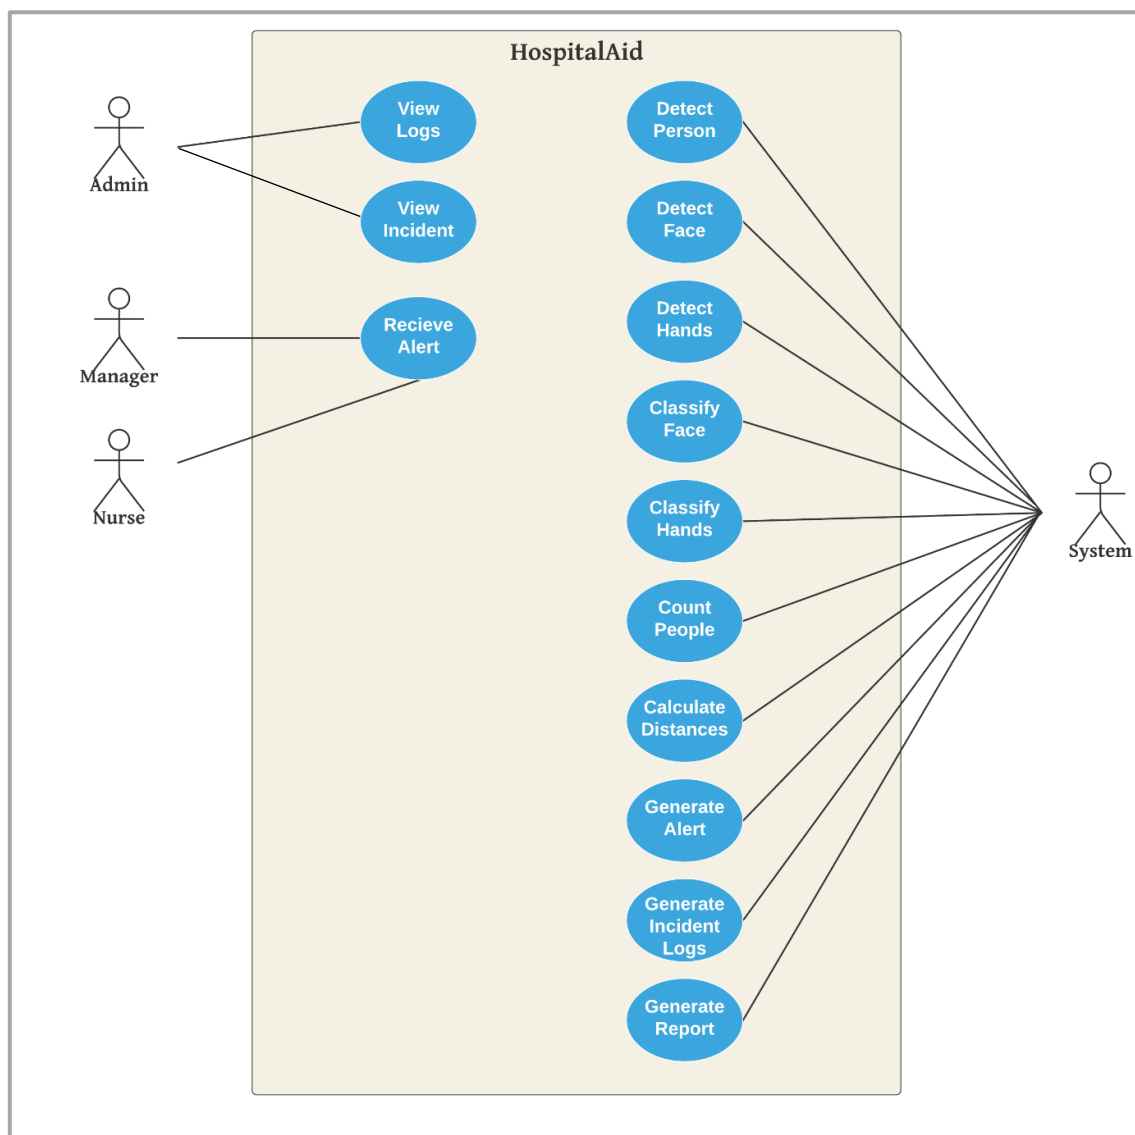 HospitalAid
Admin
Manager
Nurse
View
Logs
View
Incident
Recieve
Alert
Detect
Person
Detect
Face
Detect
Hands
Classify
Face
Classify
Hands
Count
People
Calculate
Distances
Generate
Alert
Generate
Incident
Logs
Generate
Report
System